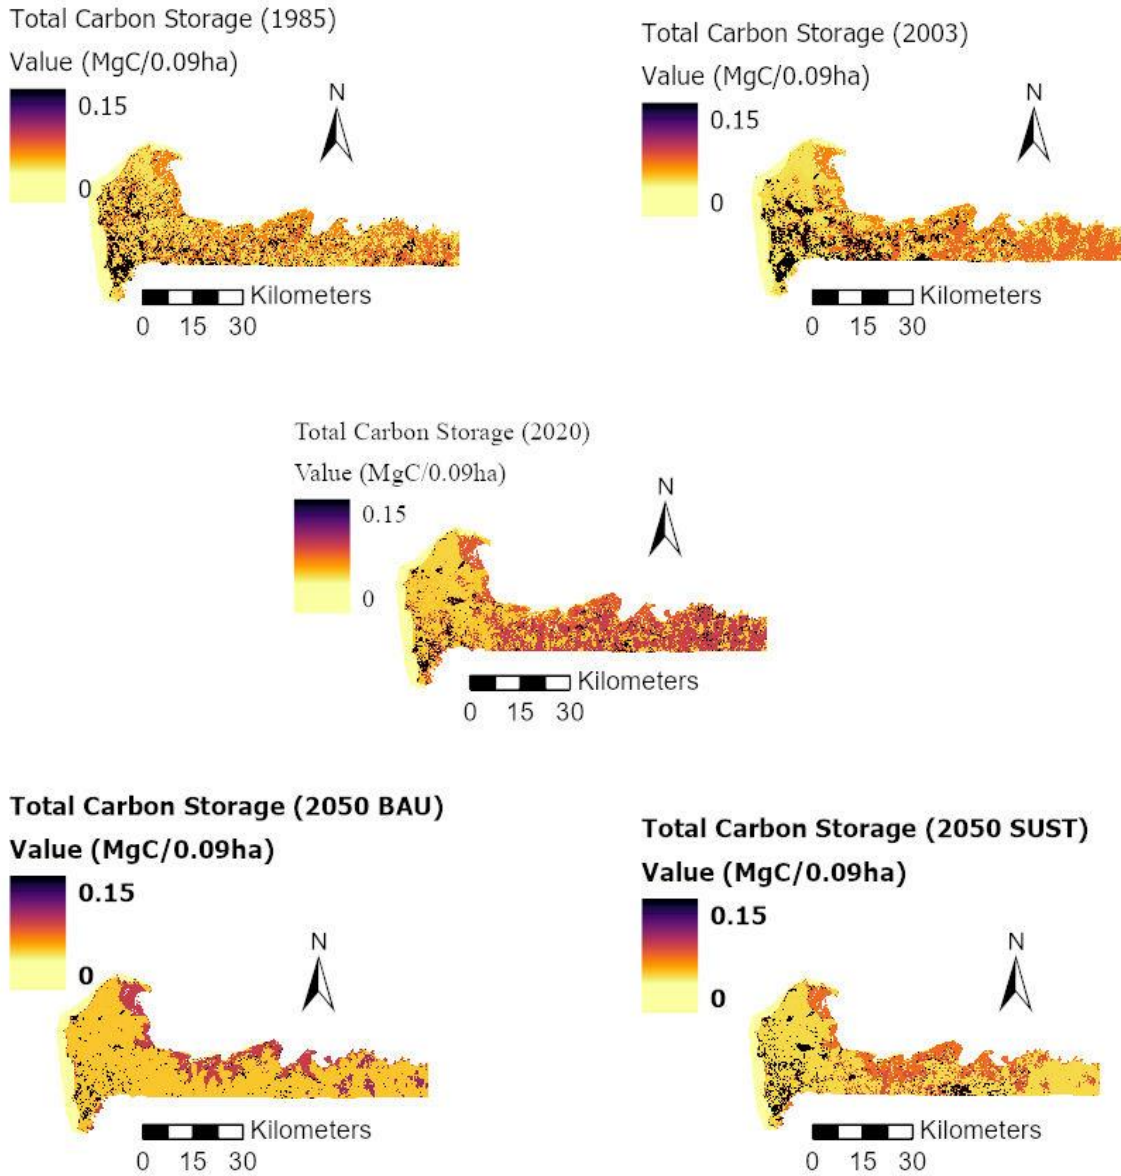 Total Carbon Storage (1985)
Value (MgC/0.09ha)
0.15
0
N
Kilometers
0 15 30
Total Carbon Storage (2003)
Value (MgC/0.09ha)
0.15
0
N
Kilometers
0 15 30
Total Carbon Storage (2020)
Value (MgC/0.09ha)
0.15
0
N
Kilometers
0 15 30
Total Carbon Storage (2050 BAU)
Value (MgC/0.09ha)
0.15
0
N
Kilometers
0 15 30
Total Carbon Storage (2050 SUST)
Value (MgC/0.09ha)
0.15
0
N
Kilometers
0 15 30